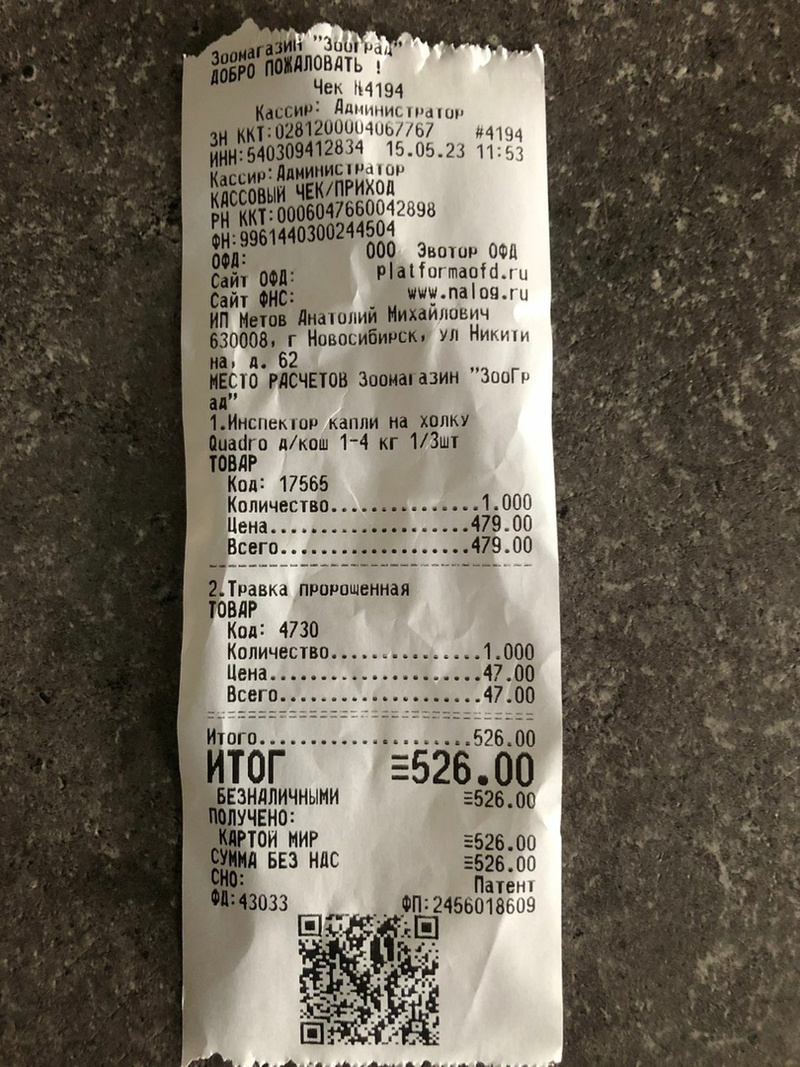 Зоомагазин "ЗооГрад"
ДОБРО ПОЖАЛОВАТЬ !
Чек №4194
Кассир: Администратор
ЗН ККТ:0281200004067767 #4194
ИНН:540309412834 15.05.23 11:53
Кассир:Администратор
КАССОВЫЙ ЧЕК/ПРИХОД
РН ККТ:0006047660042898
ФН:9961440300244504
ОФД: ООО Эвотор ОФД
Сайт ОФД: platformaofd.ru
Сайт ФНС: www.nalog.ru
ИП Метов Анатолий Михайлович
630008, г Новосибирск, ул Никити
на, д. 62
МЕСТО РАСЧЕТОВ Зоомагазин "ЗооГр
ад"
1.Инспектор капли на холку
Quadro д/кош 1-4 кг 1/3шт
ТОВАР
Код: 17565
Количество...............1.000
Цена.....................479.00
Всего....................479.00
2.Травка пророщенная
ТОВАР
Код: 4730
Количество...............1.000
Цена.....................47.00
Всего....................47.00
Итого.......................526.00
ИТОГ ≡526.00
БЕЗНАЛИЧНЫМИ ≡526.00
ПОЛУЧЕНО:
КАРТОЙ МИР ≡526.00
СУММА БЕЗ НДС ≡526.00
СНО: Патент
ФД:43033 ФП:2456018609